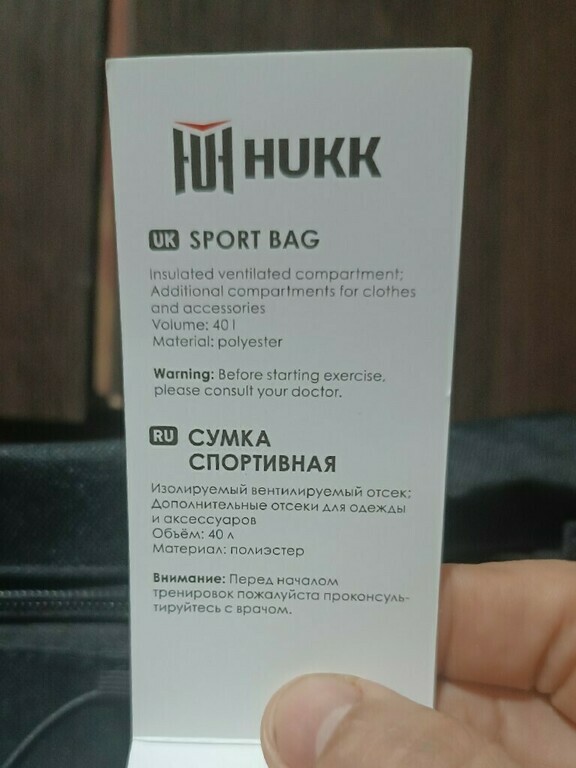 HUKK
UK SPORT BAG
Insulated ventilated compartment;
Additional compartments for clothes
and accessories
Volume: 40 l
Material: polyester
Warning: Before starting exercise,
please consult your doctor.
RU СУМКА
СПОРТИВНАЯ
Изолируемый вентилируемый отсек;
Дополнительные отсеки для одежды
и аксессуаров
Объём: 40 л
Материал: полиэстер
Внимание: Перед началом
тренировок пожалуйста проконсуль-
тируйтесь с врачом.